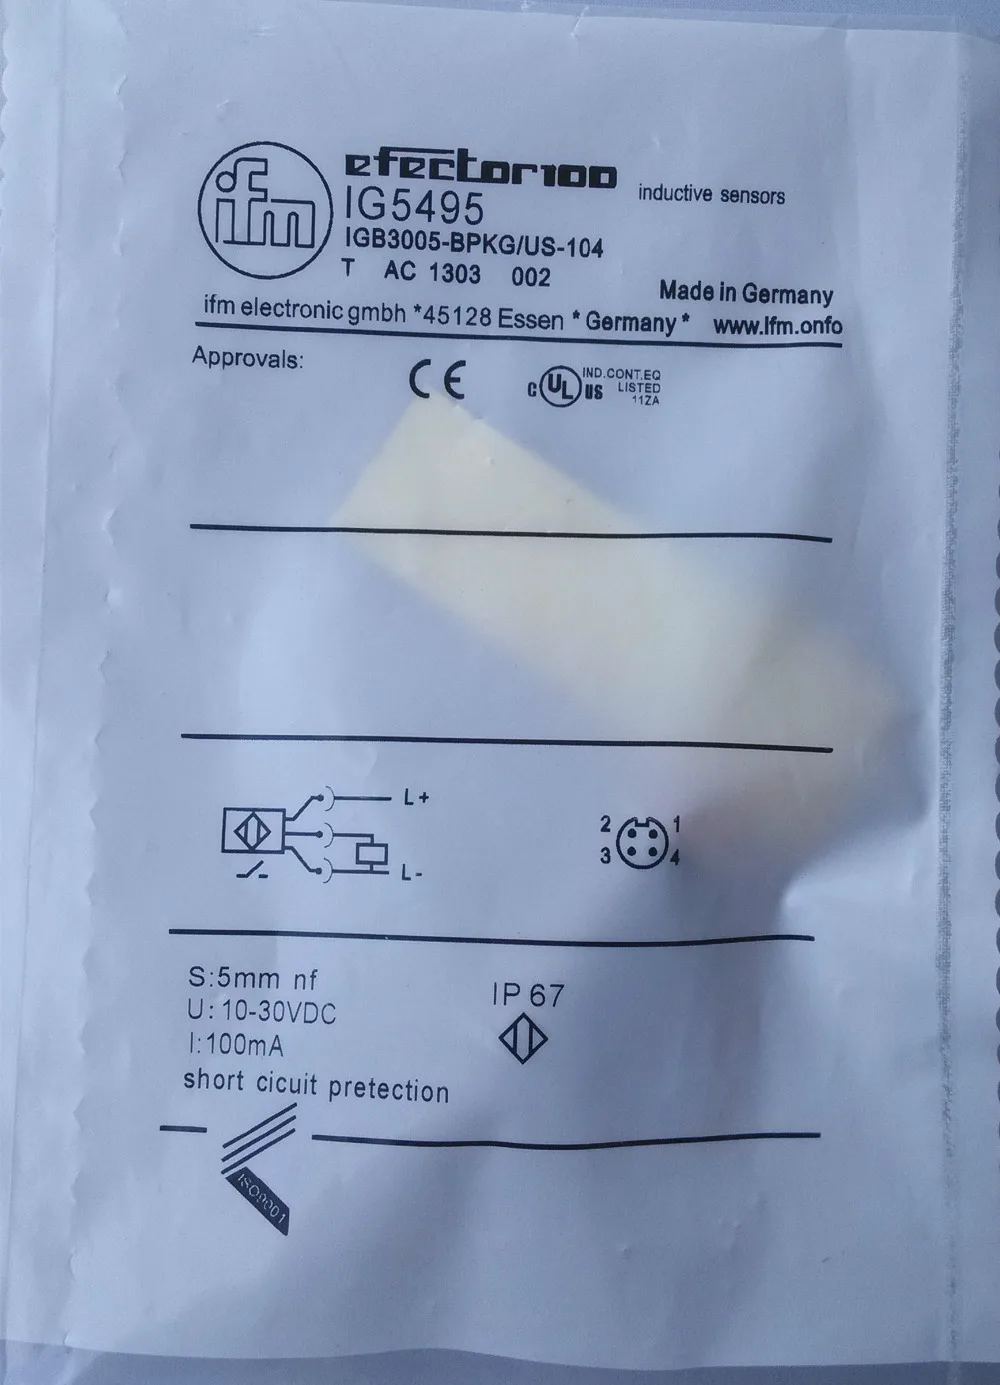 ifm
efector100
inductive sensors
IG5495
IGB3005-BPKG/US-104
T AC 1303 002
Made in Germany
ifm electronic gmbh *45128 Essen * Germany * www.lfm.onfo
Approvals:
CE
C UL US IND.CONT.EQ
LISTED
11ZA
L+
L-
2 1
3 4
S:5mm nf
U: 10-30VDC
I:100mA
short cicuit pretection
IP 67
ISO9001